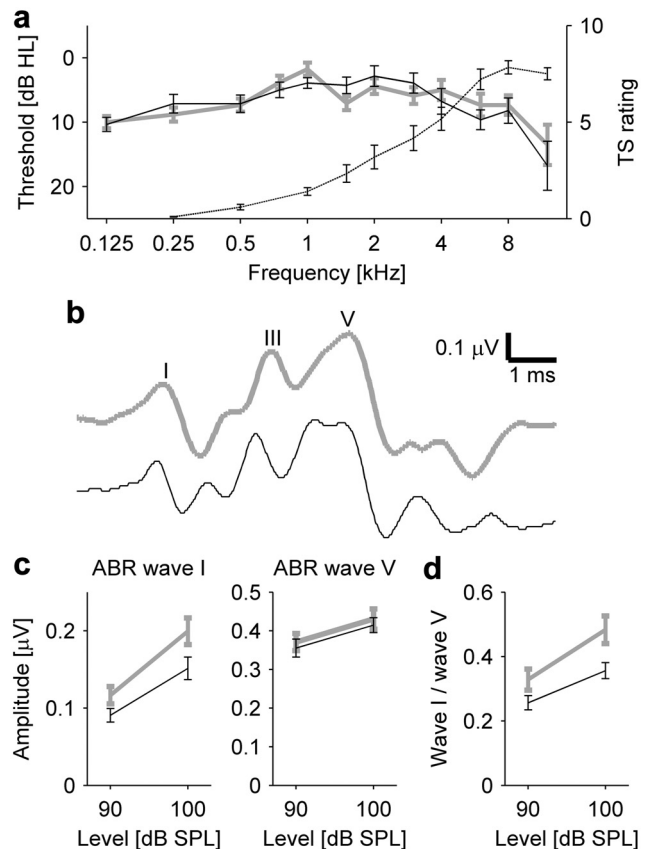 a
Threshold [dB HL]
0
10
20
10
5
0
TS rating
0.125 0.25 0.5 1 2 4 8
Frequency [kHz]
b
I
III
V
0.1 µV
1 ms
c
ABR wave I
ABR wave V
Amplitude [µV]
0.2
0.1
0
90 100
Level [dB SPL]
0.5
0.4
0.3
0.2
0.1
0
90 100
Level [dB SPL]
d
Wave I / wave V
0.6
0.4
0.2
0
90 100
Level [dB SPL]